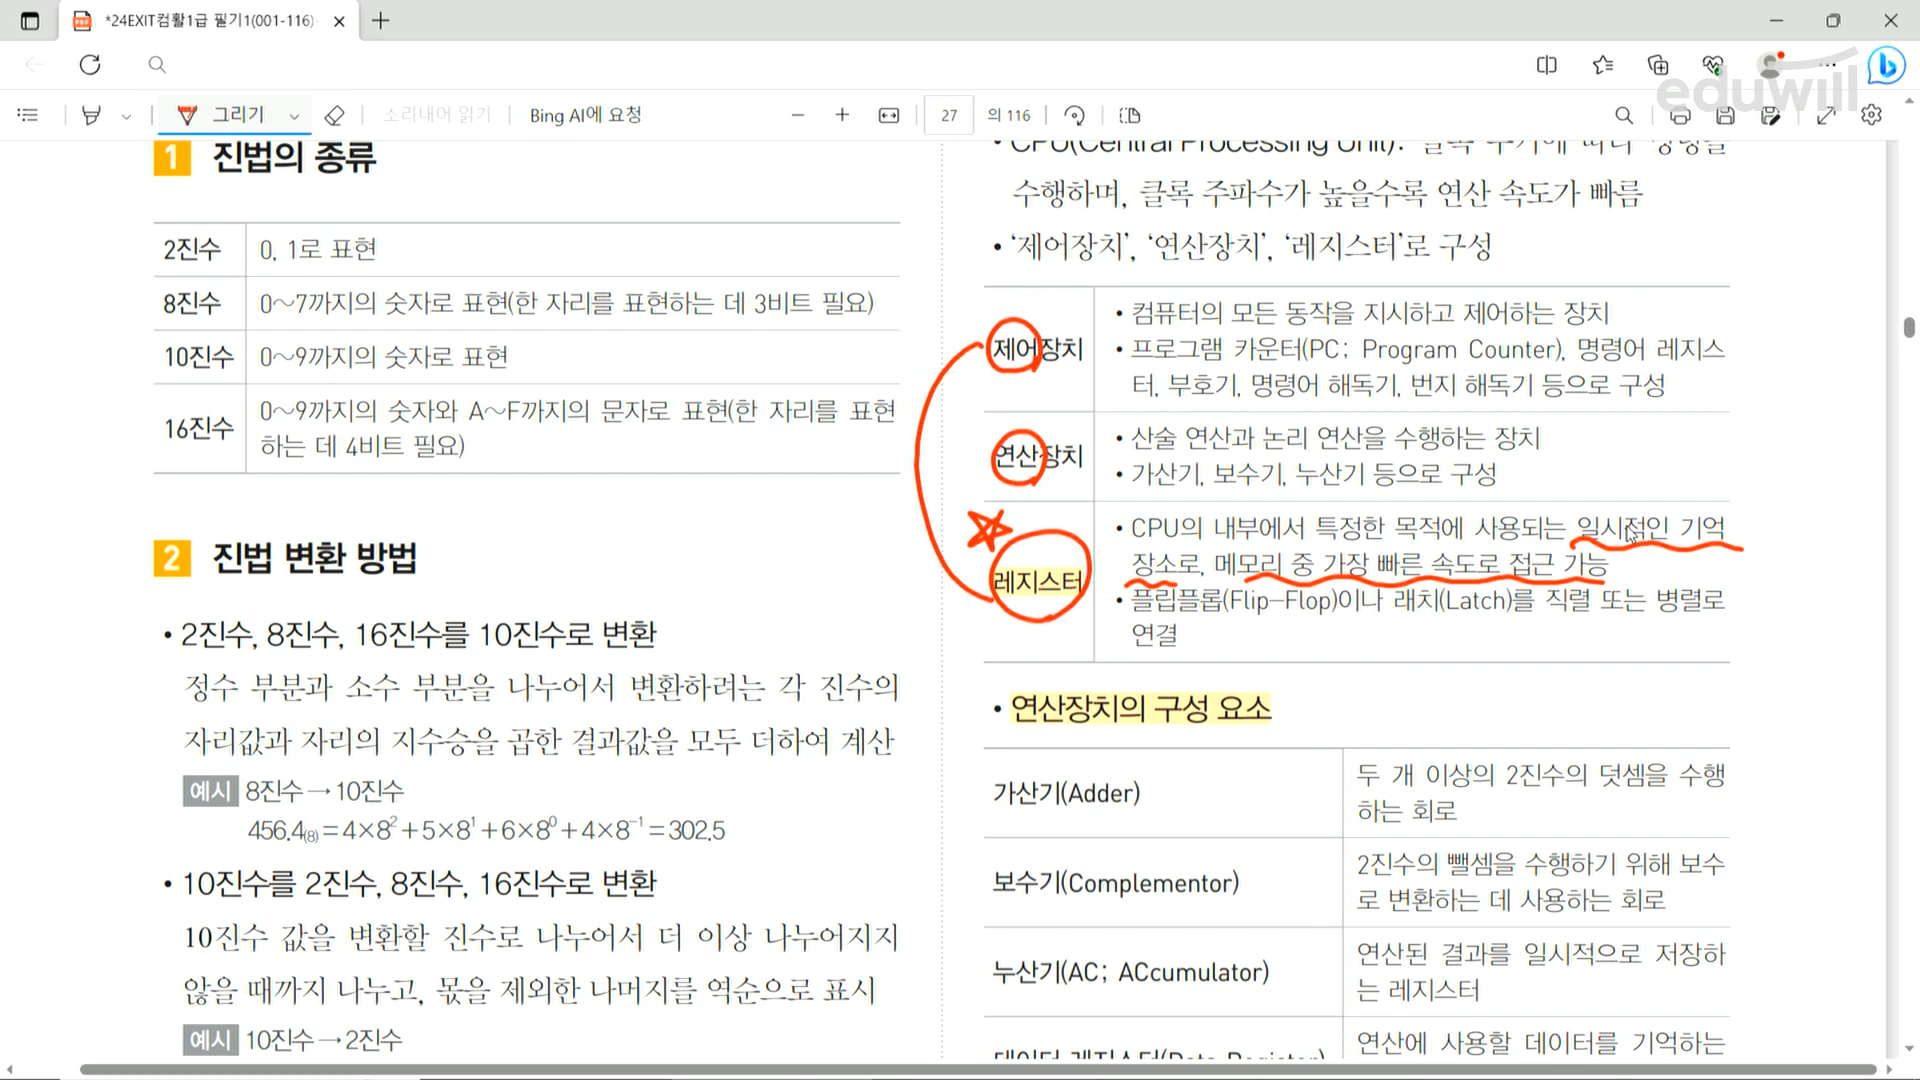 *24EXIT컴활1급 필기1(001-116)
그리기
소리내어 읽기
Bing AI에 요청
27
의 116
eduwill
1 진법의 종류
2진수 0, 1로 표현
8진수 0~7까지의 숫자로 표현(한 자리를 표현하는 데 3비트 필요)
10진수 0~9까지의 숫자로 표현
16진수 0~9까지의 숫자와 A~F까지의 문자로 표현(한 자리를 표현
하는 데 4비트 필요)
2 진법 변환 방법
• 2진수, 8진수, 16진수를 10진수로 변환
정수 부분과 소수 부분을 나누어서 변환하려는 각 진수의
자리값과 자리의 지수승을 곱한 결과값을 모두 더하여 계산
예시 8진수→10진수
456.4(8)=4×8²+5×8¹+6×8⁰+4×8⁻¹=302.5
• 10진수를 2진수, 8진수, 16진수로 변환
10진수 값을 변환할 진수로 나누어서 더 이상 나누어지지
않을 때까지 나누고, 몫을 제외한 나머지를 역순으로 표시
예시 10진수→2진수
• CPU(Central Processing Unit): 클록 주기에 따라 명령을
수행하며, 클록 주파수가 높을수록 연산 속도가 빠름
• ‘제어장치’, ‘연산장치’, ‘레지스터’로 구성
제어장치
• 컴퓨터의 모든 동작을 지시하고 제어하는 장치
• 프로그램 카운터(PC; Program Counter), 명령어 레지스
터, 부호기, 명령어 해독기, 번지 해독기 등으로 구성
연산장치
• 산술 연산과 논리 연산을 수행하는 장치
• 가산기, 보수기, 누산기 등으로 구성
레지스터
• CPU의 내부에서 특정한 목적에 사용되는 일시적인 기억
장소로, 메모리 중 가장 빠른 속도로 접근 가능
• 플립플롭(Flip-Flop)이나 래치(Latch)를 직렬 또는 병렬로
연결
• 연산장치의 구성 요소
가산기(Adder)
두 개 이상의 2진수의 덧셈을 수행
하는 회로
보수기(Complementor)
2진수의 뺄셈을 수행하기 위해 보수
로 변환하는 데 사용하는 회로
누산기(AC; ACcumulator)
연산된 결과를 일시적으로 저장하
는 레지스터
데이터 레지스터(Data Register)
연산에 사용할 데이터를 기억하는